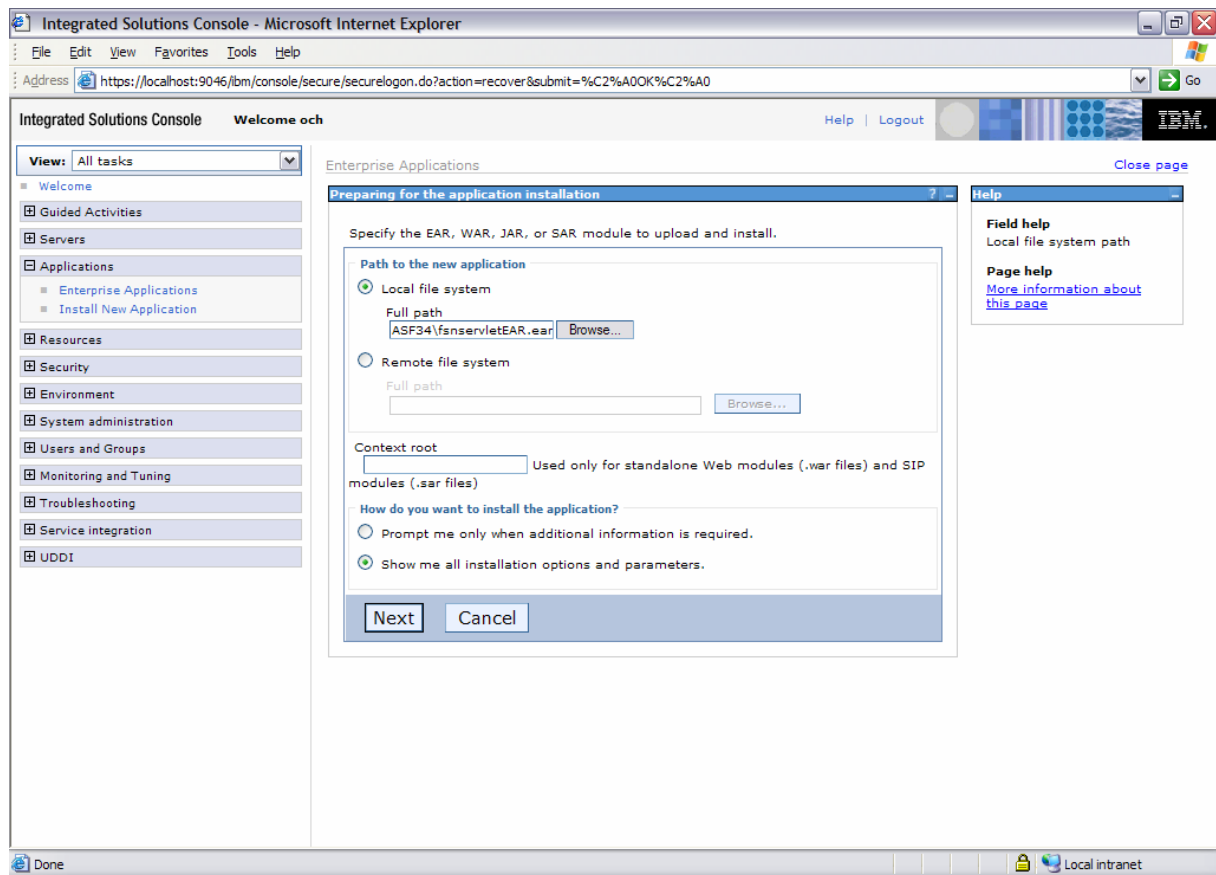 Integrated Solutions Console - Microsoft Internet Explorer
File Edit View Favorites Tools Help
Address https://localhost:9046/ibm/console/secure/securelogon.do?action=recover&submit=%C2%A0OK%C2%A0 Go
Integrated Solutions Console Welcome och Help | Logout IBM.
View: All tasks
Welcome
Guided Activities
Servers
Applications
Enterprise Applications
Install New Application
Resources
Security
Environment
System administration
Users and Groups
Monitoring and Tuning
Troubleshooting
Service integration
UDDI
Enterprise Applications Close page
Preparing for the application installation ? -
Specify the EAR, WAR, JAR, or SAR module to upload and install.
Path to the new application
Local file system
Full path
ASF34\fsnservletEAR.ear Browse...
Remote file system
Full path
Browse...
Context root
Used only for standalone Web modules (.war files) and SIP
modules (.sar files)
How do you want to install the application?
Prompt me only when additional information is required.
Show me all installation options and parameters.
Next Cancel
Help -
Field help
Local file system path
Page help
More information about
this page
Done Local intranet